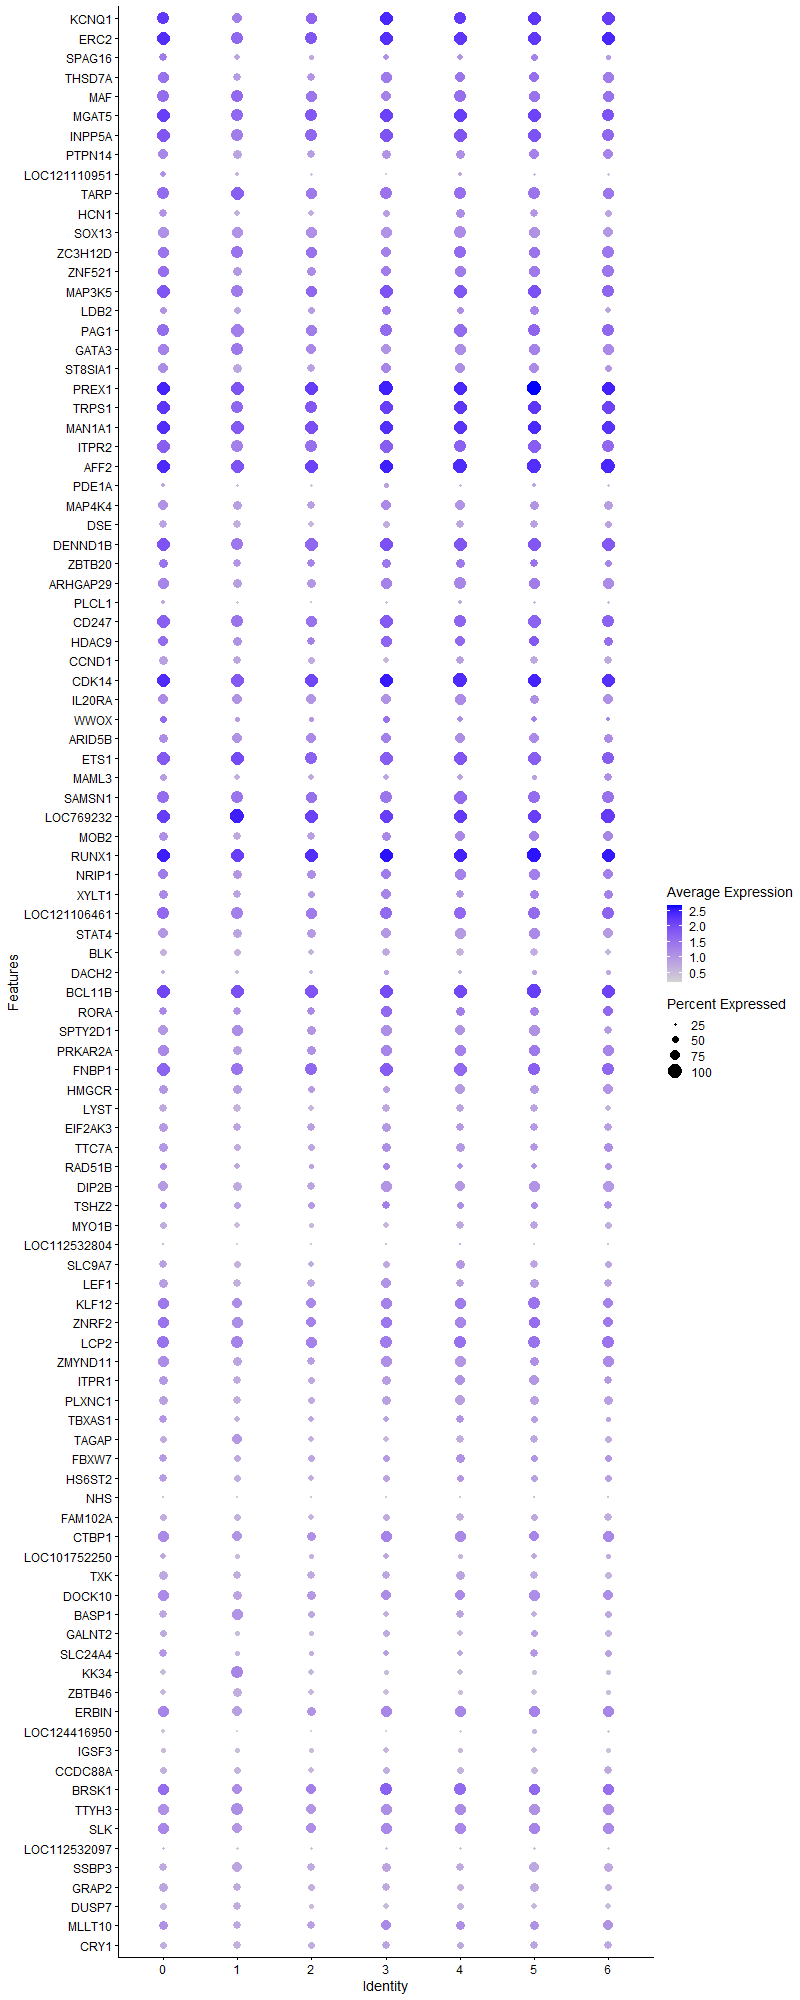 KCNQ1
ERC2
SPAG16
THSD7A
MAF
MGAT5
INPP5A
PTPN14
LOC121110951
TARP
HCN1
SOX13
ZC3H12D
ZNF521
MAP3K5
LDB2
PAG1
GATA3
ST8SIA1
PREX1
TRPS1
MAN1A1
ITPR2
AFF2
PDE1A
MAP4K4
DSE
DENND1B
ZBTB20
ARHGAP29
PLCL1
CD247
HDAC9
CCND1
CDK14
IL20RA
WWOX
ARID5B
ETS1
MAML3
SAMSN1
LOC769232
MOB2
RUNX1
NRIP1
XYLT1
LOC121106461
STAT4
BLK
DACH2
BCL11B
RORA
SPTY2D1
PRKAR2A
FNBP1
HMGCR
LYST
EIF2AK3
TTC7A
RAD51B
DIP2B
TSHZ2
MYO1B
LOC112532804
SLC9A7
LEF1
KLF12
ZNRF2
LCP2
ZMYND11
ITPR1
PLXNC1
TBXAS1
TAGAP
FBXW7
HS6ST2
NHS
FAM102A
CTBP1
LOC101752250
TXK
DOCK10
BASP1
GALNT2
SLC24A4
KK34
ZBTB46
ERBIN
LOC124416950
IGSF3
CCDC88A
BRSK1
TTYH3
SLK
LOC112532097
SSBP3
GRAP2
DUSP7
MLLT10
CRY1
Features
0 1 2 3 4 5 6
Identity
Average Expression
2.5
2.0
1.5
1.0
0.5
Percent Expressed
25
50
75
100